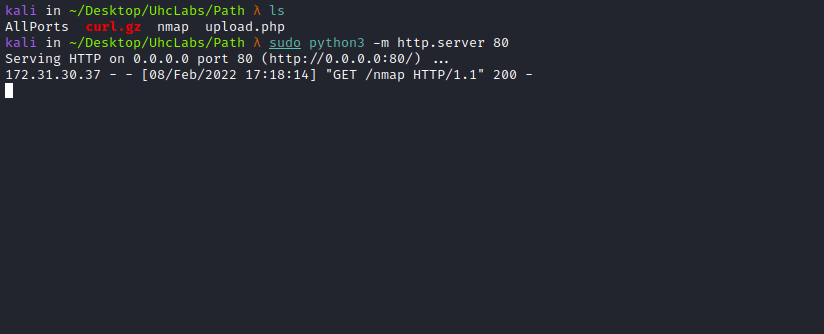 kali in ~/Desktop/UhcLabs/Path λ ls
AllPorts  curl.gz  nmap  upload.php
kali in ~/Desktop/UhcLabs/Path λ sudo python3 -m http.server 80
Serving HTTP on 0.0.0.0 port 80 (http://0.0.0.0:80/) ...
172.31.30.37 - - [08/Feb/2022 17:18:14] "GET /nmap HTTP/1.1" 200 -